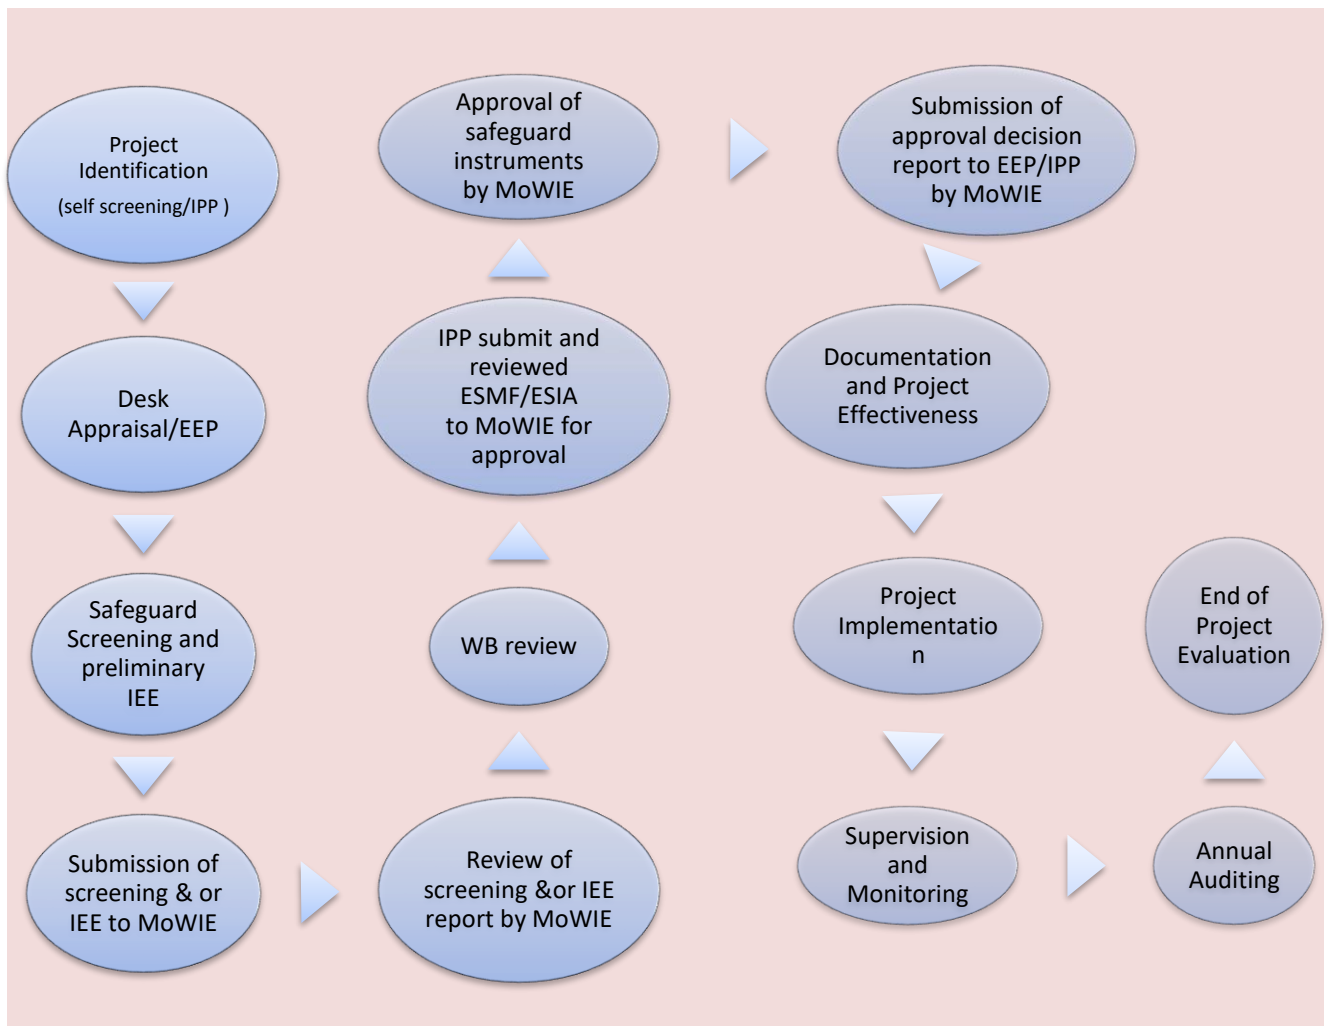 Project
Identification
(self screening/IPP )
Desk
Appraisal/EEP
Safeguard
Screening and
preliminary
IEE
Submission of
screening & or
IEE to MoWIE
Review of
screening &or IEE
report by MoWIE
WB review
IPP submit and
reviewed
ESMF/ESIA
to MoWIE for
approval
Approval of
safeguard
instruments
by MoWIE
Submission of
approval decision
report to EEP/IPP
by MoWIE
Documentation
and Project
Effectiveness
Project
Implementatio
n
Supervision
and
Monitoring
Annual
Auditing
End of
Project
Evaluation